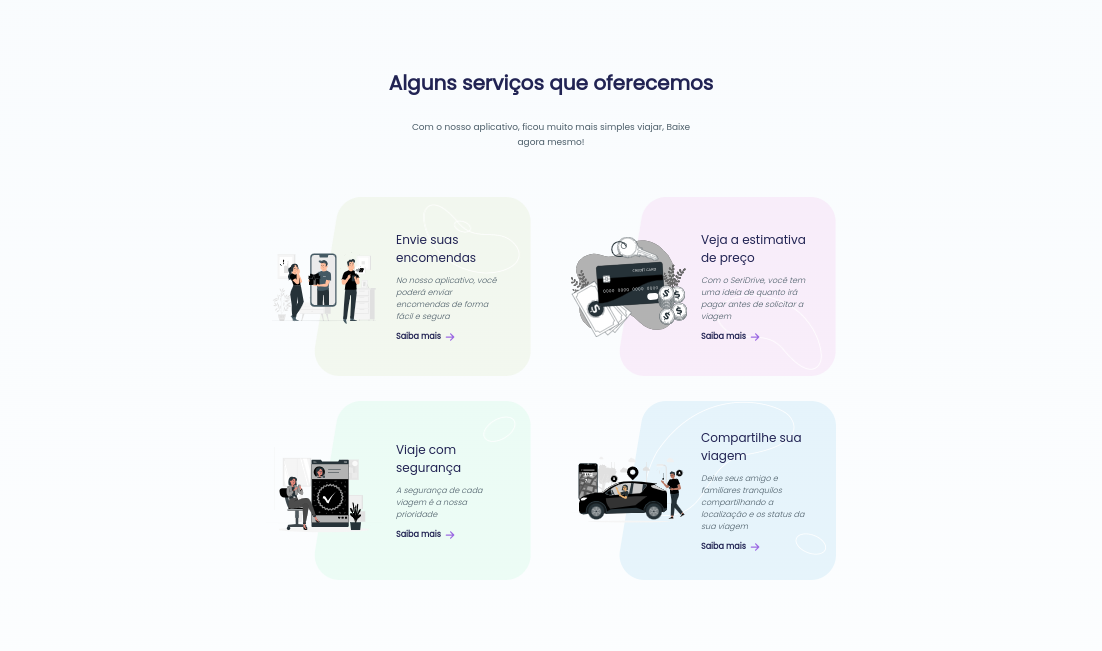 Alguns serviços que oferecemos
Com o nosso aplicativo, ficou muito mais simples viajar, Baixe
agora mesmo!
Envie suas
encomendas
No nosso aplicativo, você
poderá enviar
encomendas de forma
fácil e segura
Saiba mais
CREDIT CARD
0000 0000 0000 0000
Veja a estimativa
de preço
Com o SeriDrive, você tem
uma ideia de quanto irá
pagar antes de solicitar a
viagem
Saiba mais
Viaje com
segurança
A segurança de cada
viagem é a nossa
prioridade
Saiba mais
Compartilhe sua
viagem
Deixe seus amigo e
familiares tranquilos
compartilhando a
localização e os status da
sua viagem
Saiba mais